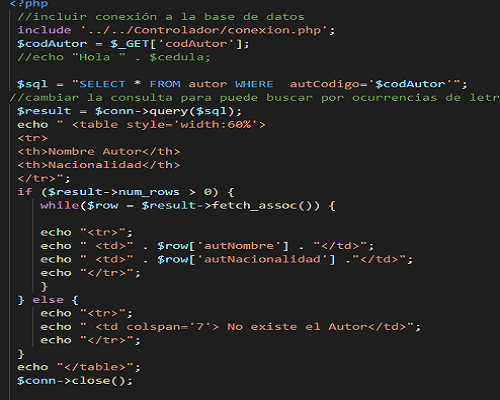 <?php
//incluir conexión a la base de datos
include '../../Controlador/conexion.php';
$codAutor = $_GET['codAutor'];
//echo "Hola " . $cedula;
$sql = "SELECT * FROM autor WHERE  autCodigo='$codAutor'";
//cambiar la consulta para puede buscar por ocurrencias de letr
$result = $conn->query($sql);
echo " <table style='width:60%'>
<tr>
<th>Nombre Autor</th>
<th>Nacionalidad</th>
</tr>";
if ($result->num_rows > 0) {
while($row = $result->fetch_assoc()) {
echo "<tr>";
echo " <td>" . $row['autNombre'] . "</td>";
echo " <td>" . $row['autNacionalidad'] ."</td>";
echo "</tr>";
}
} else {
echo "<tr>";
echo " <td colspan='7'> No existe el Autor</td>";
echo "</tr>";
}
echo "</table>";
$conn->close();